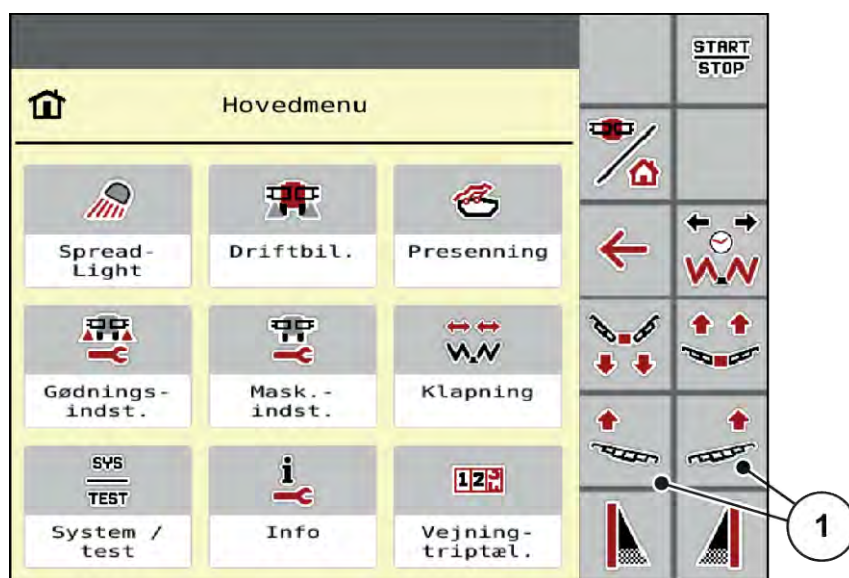 START
STOP
Hovedmenu
Spread-
Light
Driftbil.
Presenning
Gødnings-
indst.
Mask.-
indst.
Klapning
SYS
TEST
i
123
System /
test
Info
Vejning-
triptæl.
1